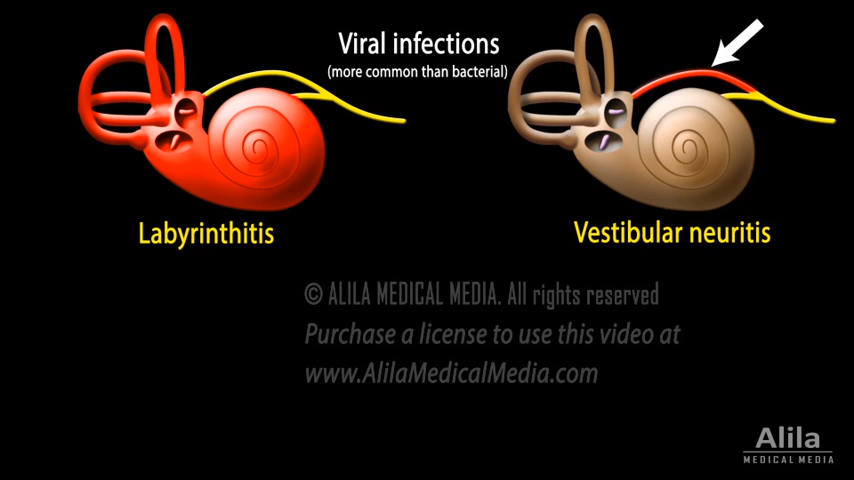 Viral infections
(more common than bacterial)
Labyrinthitis
Vestibular neuritis
© ALILA MEDICAL MEDIA. All rights reserved
Purchase a license to use this video at
www.AlilaMedicalMedia.com
Alila
MEDICAL MEDIA